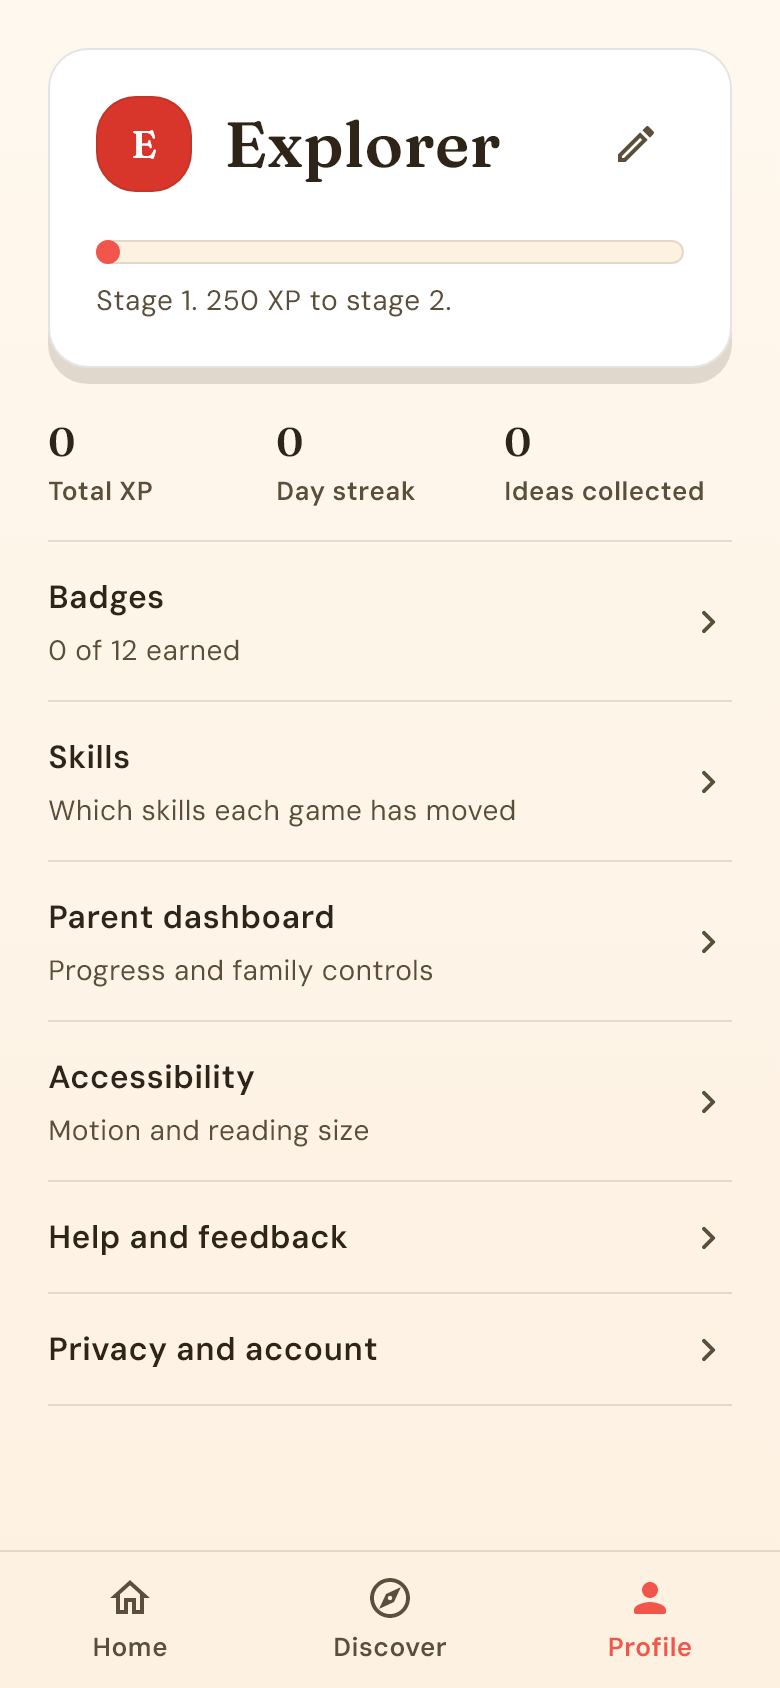 E
Explorer
Stage 1. 250 XP to stage 2.
0
Total XP
0
Day streak
0
Ideas collected
Badges
0 of 12 earned
Skills
Which skills each game has moved
Parent dashboard
Progress and family controls
Accessibility
Motion and reading size
Help and feedback
Privacy and account
Home
Discover
Profile